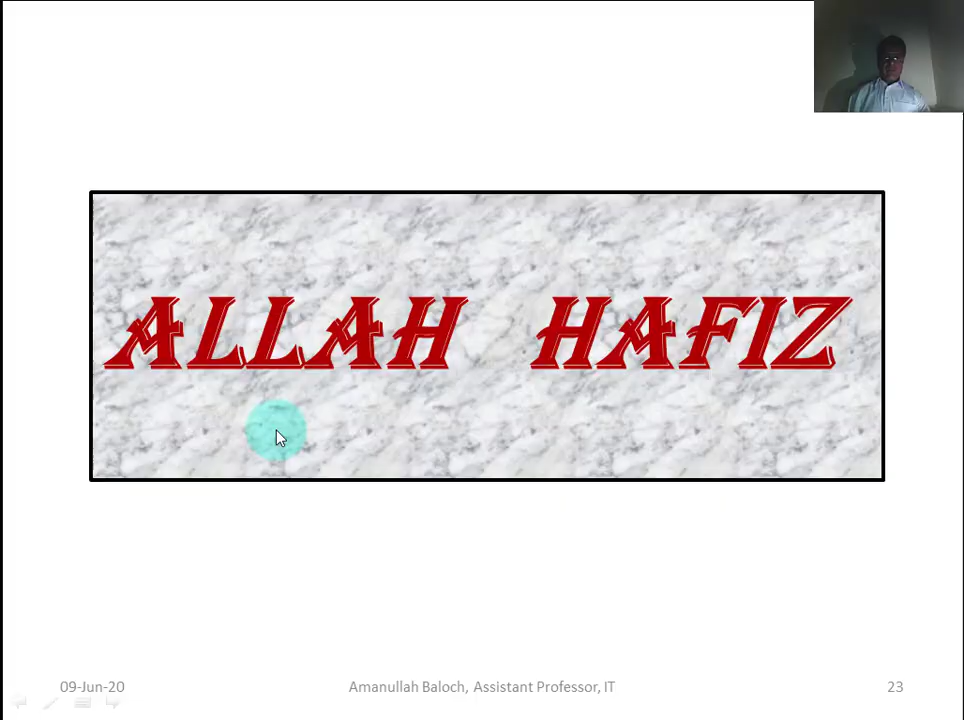 ALLAH HAFIZ
09-Jun-20
Amanullah Baloch, Assistant Professor, IT
23